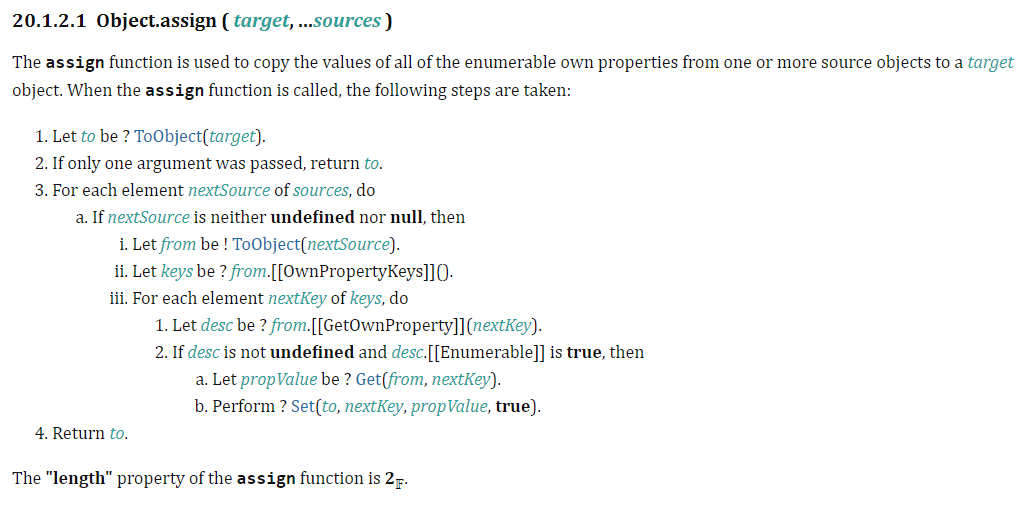 20.1.2.1 Object.assign ( target, ...sources )
The assign function is used to copy the values of all of the enumerable own properties from one or more source objects to a target
object. When the assign function is called, the following steps are taken:
1. Let to be ? ToObject(target).
2. If only one argument was passed, return to.
3. For each element nextSource of sources, do
a. If nextSource is neither undefined nor null, then
i. Let from be ! ToObject(nextSource).
ii. Let keys be ? from.[[OwnPropertyKeys]]().
iii. For each element nextKey of keys, do
1. Let desc be ? from.[[GetOwnProperty]](nextKey).
2. If desc is not undefined and desc.[[Enumerable]] is true, then
a. Let propValue be ? Get(from, nextKey).
b. Perform ? Set(to, nextKey, propValue, true).
4. Return to.
The "length" property of the assign function is 2𝔽.